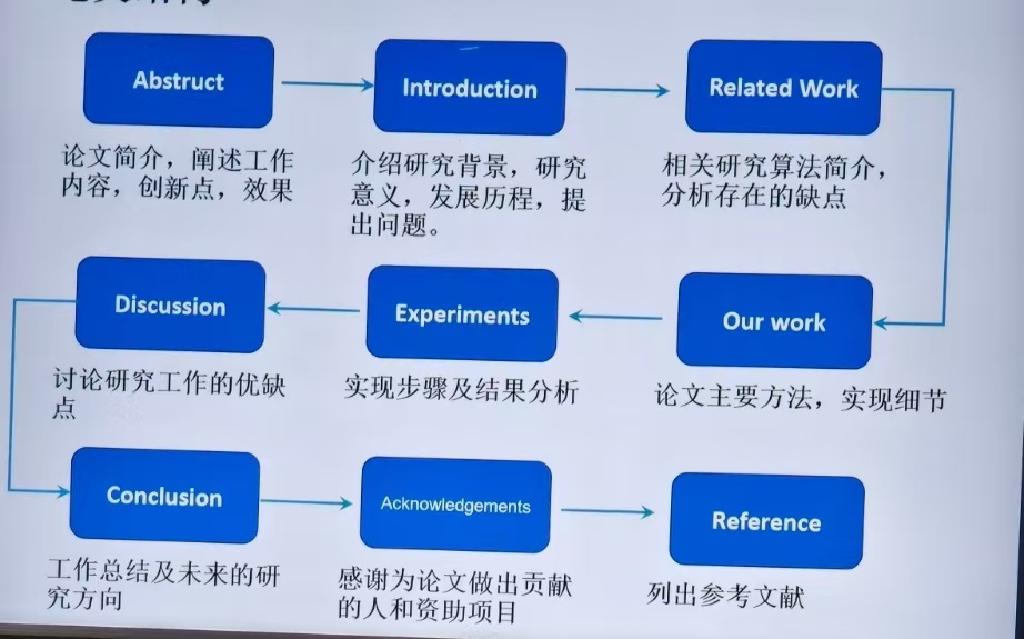 Abstruct
Introduction
Related Work
论文简介，阐述工作
内容，创新点，效果
介绍研究背景，研究
意义，发展历程，提
出问题。
相关研究算法简介，
分析存在的缺点
Discussion
Experiments
Our work
讨论研究工作的优缺
点
实现步骤及结果分析
论文主要方法，实现细节
Conclusion
Acknowledgements
Reference
工作总结及未来的研
究方向
感谢为论文做出贡献
的人和资助项目
列出参考文献